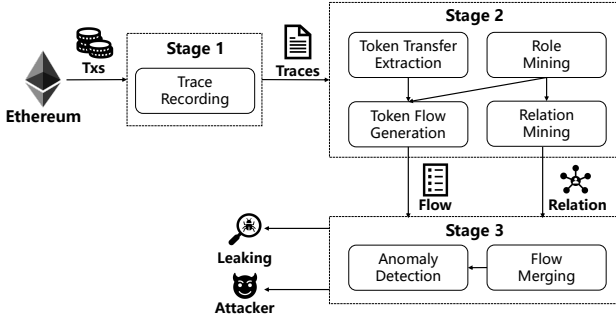 Stage 1
Stage 2
Txs
Trace
Recording
Traces
Token Transfer
Extraction
Role
Mining
Ethereum
Token Flow
Generation
Relation
Mining
Flow
Relation
Stage 3
Leaking
Anomaly
Detection
Flow
Merging
Attacker